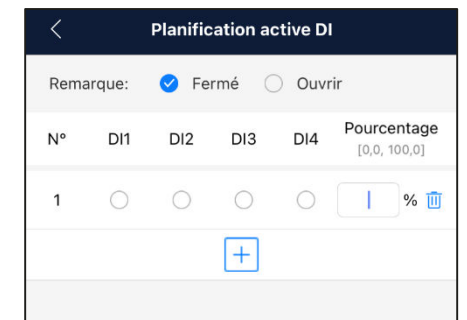 Planification active DI
Remarque: Fermé Ouvrir
N° DI1 DI2 DI3 DI4 Pourcentage
[0,0, 100,0]
1 %